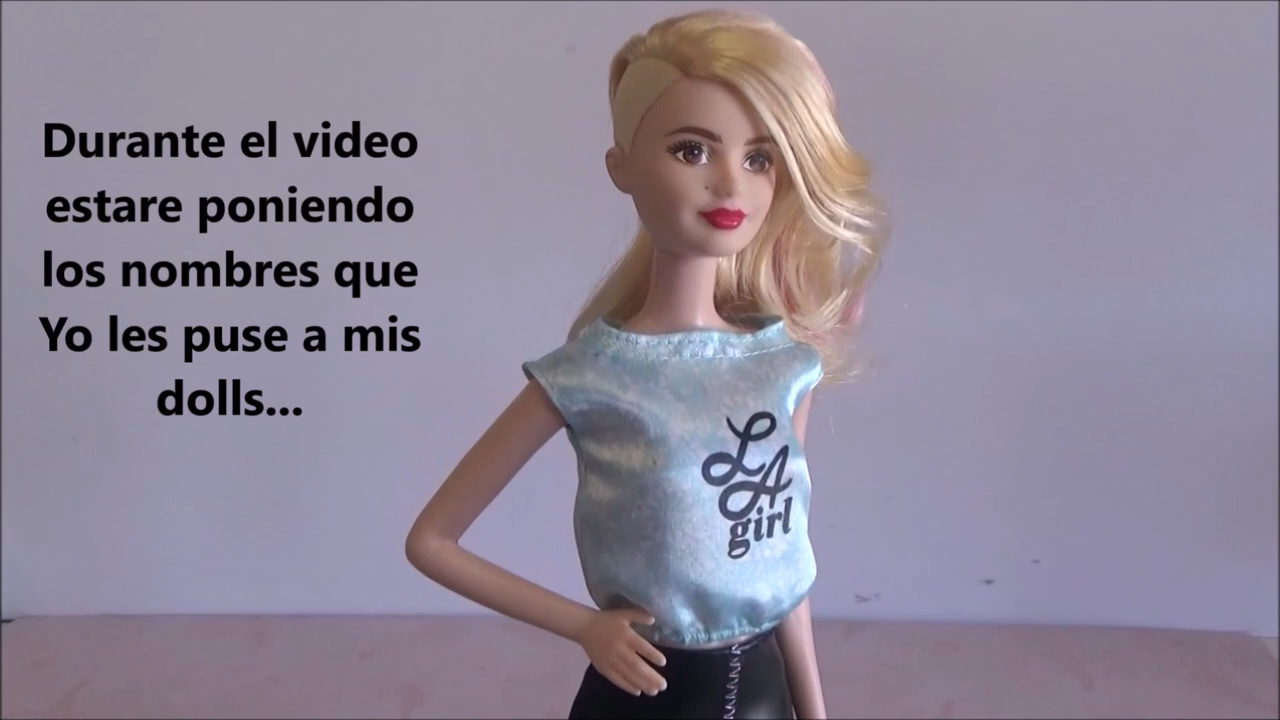 Durante el video
estare poniendo
los nombres que
Yo les puse a mis
dolls...
LA
girl